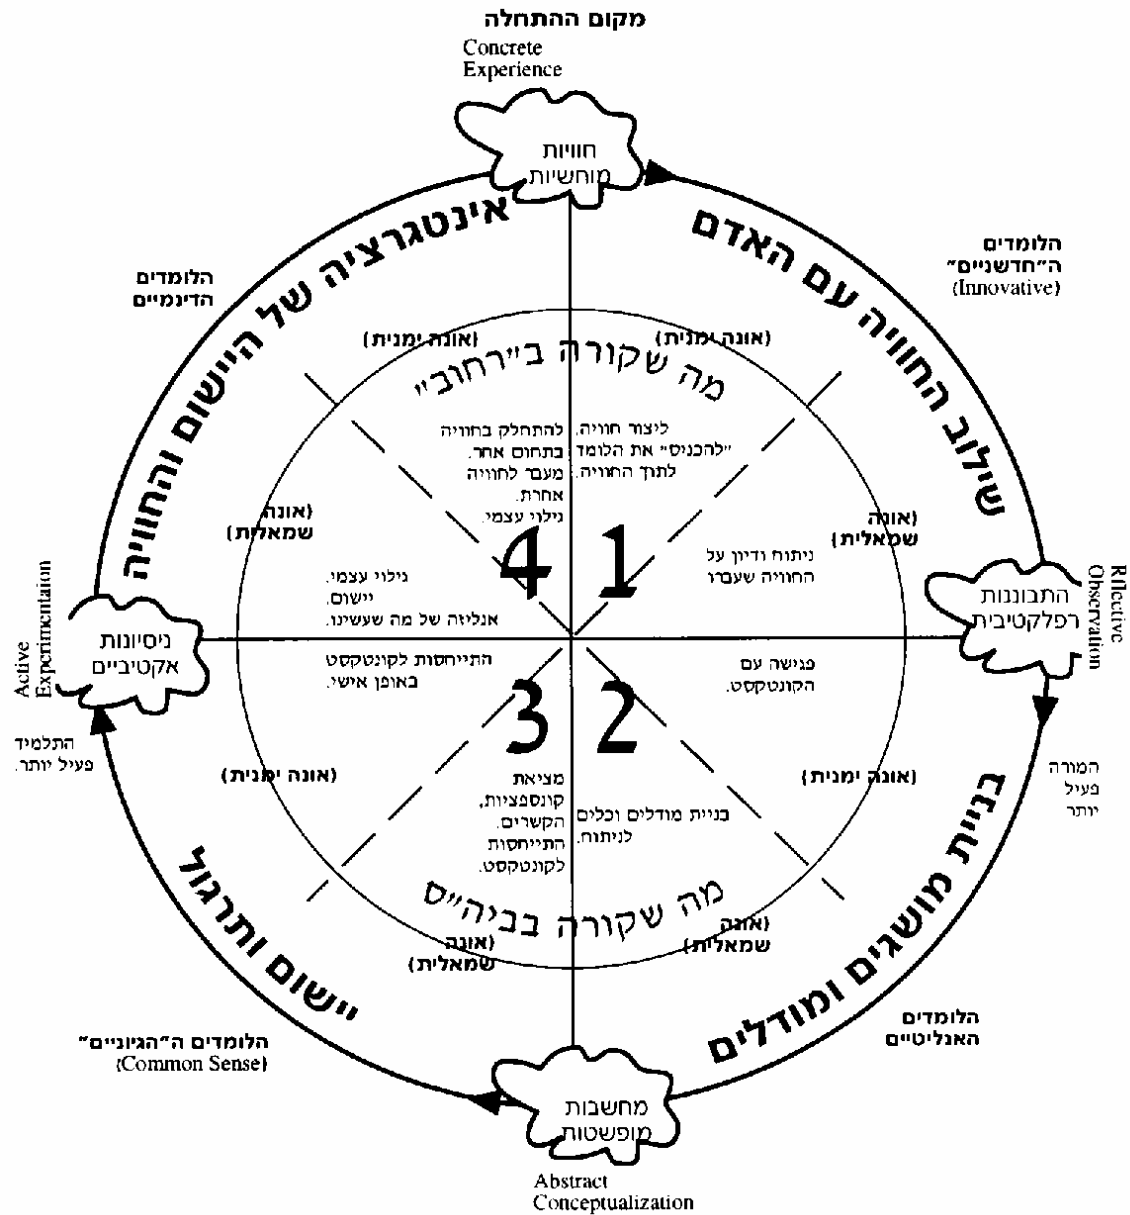 מקום ההתחלה
Concrete
Experience
חוויות
מוחשיות
אינטגרציה של היישום והחוויה
שילוב החוויה עם האדם
הלומדים
ה"חדשניים"
(Innovative)
הלומדים
הדינמיים
(אונה ימנית)
(אונה ימנית)
מה שקורה ב"רחוב"
ליצור חוויה.
"להכניס" את הלומד
לתוך החוויה.
להתחלק בחוויה
בתחום אחר.
מעבר לחוויה
אחרת.
גילוי עצמי.
(אונה
שמאלית)
(אונה
שמאלית)
4
1
ניתוח ודיון על
החוויה שעברו
גילוי עצמי.
יישום.
אנליזה של מה שעשינו.
התבוננות
רפלקטיבית
Rflective
Observation
ניסיונות
אקטיביים
Active
Experimentaion
פגישה עם
הקונטקסט.
התייחסות לקונטקסט
באופן אישי.
3
2
המורה
פעיל
יותר
התלמיד
פעיל יותר.
(אונה ימנית)
(אונה ימנית)
בניית מודלים וכלים
לניתוח.
מציאת
קונספציות,
הקשרים.
התייחסות
לקונטקסט.
מה שקורה בביה"ס
(אונה
שמאלית)
(אונה
שמאלית)
בניית מושגים ומודלים
יישום ותרגול
הלומדים
האנליטיים
הלומדים ה"הגיוניים"
(Common Sense)
מחשבות
מופשטות
Abstract
Conceptualization